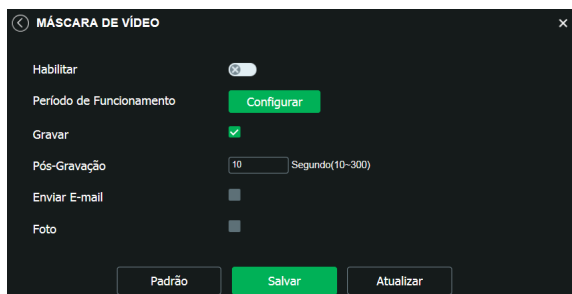 MÁSCARA DE VÍDEO
Habilitar
Período de Funcionamento Configurar
Gravar
Pós-Gravação 10 Segundo(10~300)
Enviar E-mail
Foto
Padrão Salvar Atualizar